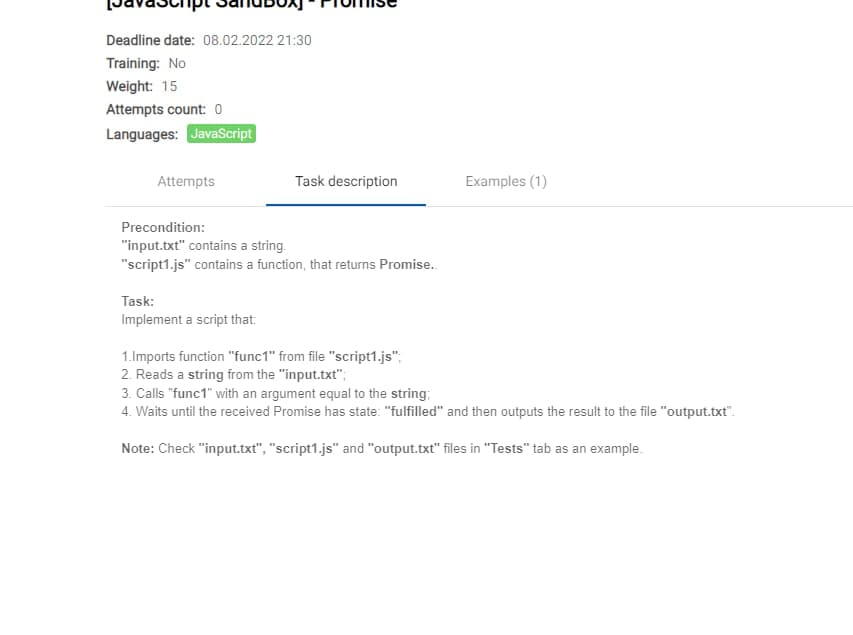 [JavaScript SandBox] - Promise
Deadline date: 08.02.2022 21:30
Training: No
Weight: 15
Attempts count: 0
Languages: JavaScript
Attempts Task description Examples (1)
Precondition:
"input.txt" contains a string.
"script1.js" contains a function, that returns Promise..
Task:
Implement a script that:
1.Imports function "func1" from file "script1.js";
2. Reads a string from the "input.txt";
3. Calls "func1" with an argument equal to the string;
4. Waits until the received Promise has state: "fulfilled" and then outputs the result to the file "output.txt".
Note: Check "input.txt", "script1.js" and "output.txt" files in "Tests" tab as an example.